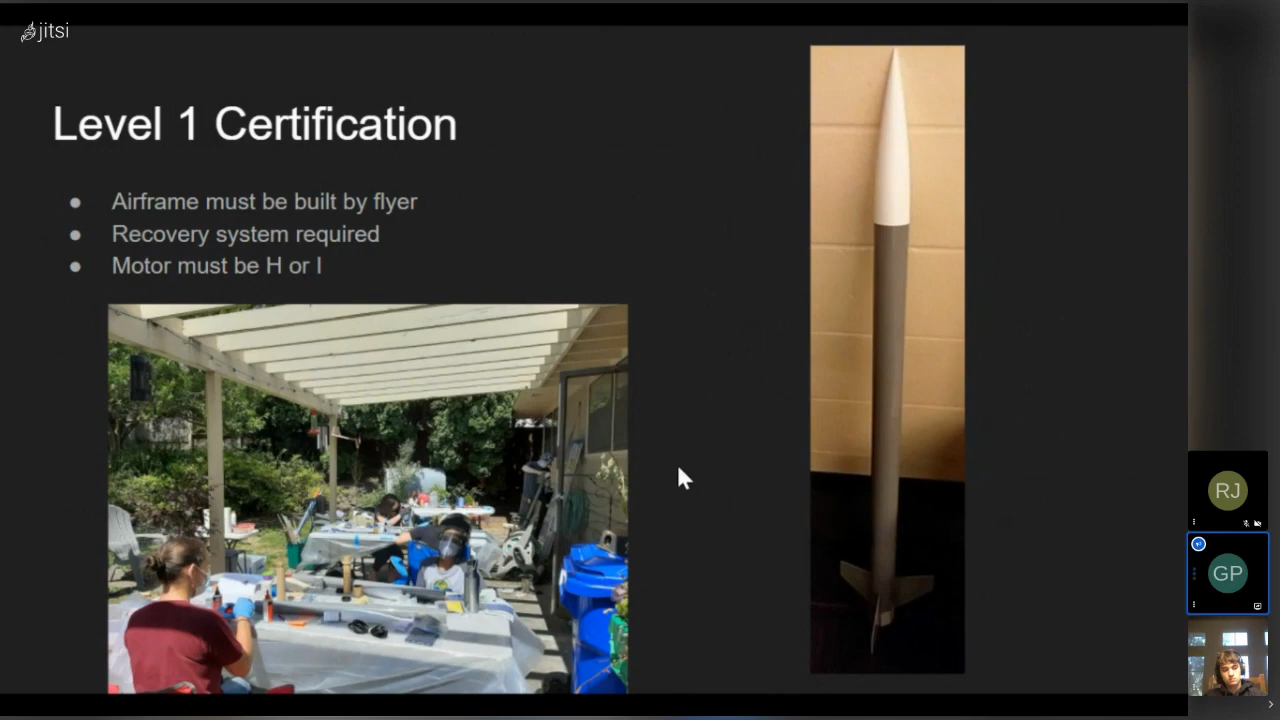 jitsi
Level 1 Certification
● Airframe must be built by flyer
● Recovery system required
● Motor must be H or I
RJ
GP